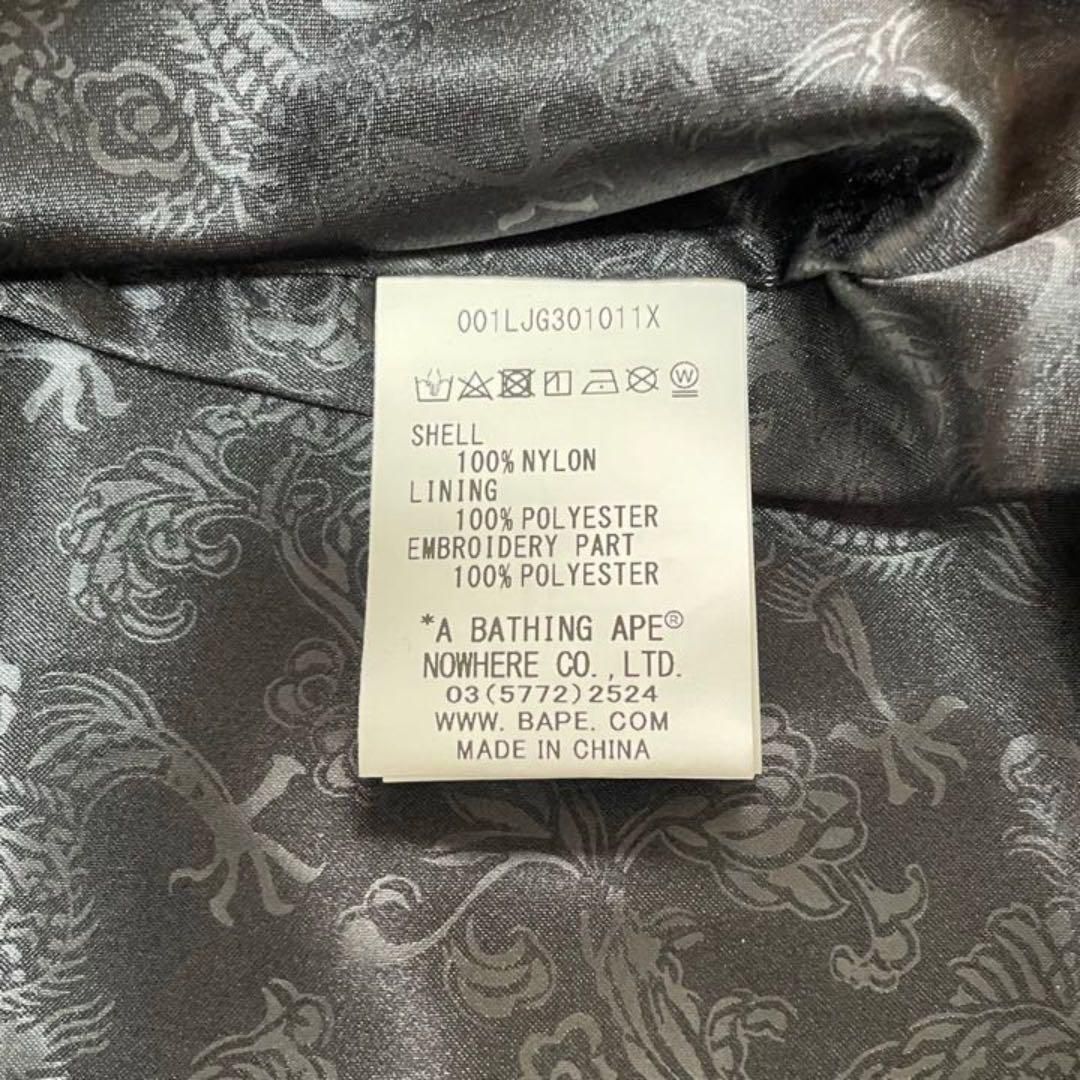 001LJG301011X
W
SHELL
100% NYLON
LINING
100% POLYESTER
EMBROIDERY PART
100% POLYESTER
*A BATHING APE®
NOWHERE CO., LTD.
03(5772)2524
WWW. BAPE. COM
MADE IN CHINA